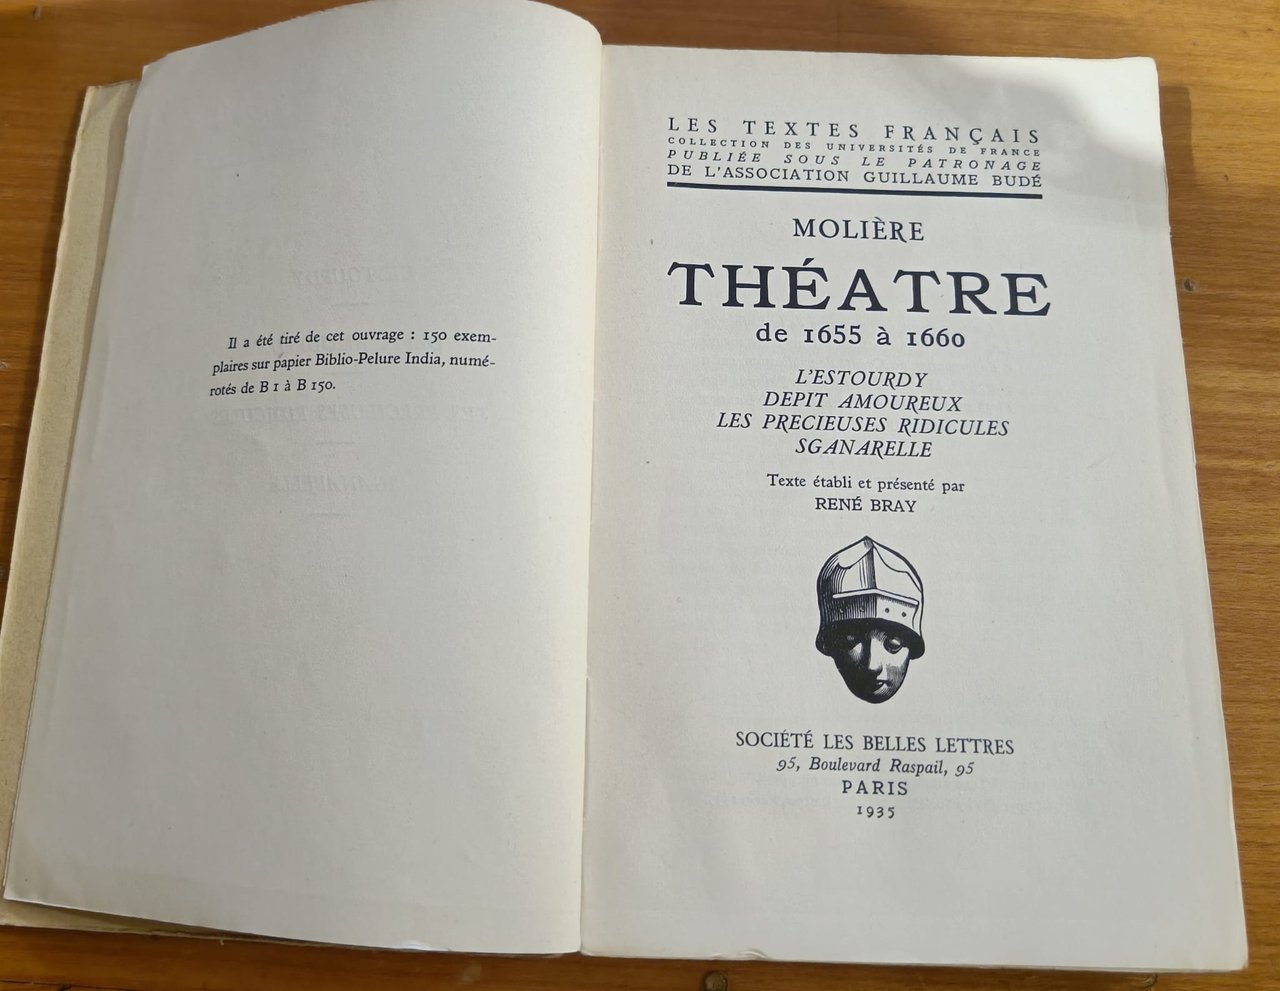 Il a été tiré de cet ouvrage : 150 exem-
plaires sur papier Biblio-Pelure India, numé-
rotés de B 1 à B 150.
LES TEXTES FRANÇAIS
COLLECTION DES UNIVERSITÉS DE FRANCE
PUBLIÉE SOUS LE PATRONAGE
DE L'ASSOCIATION GUILLAUME BUDÉ
MOLIÈRE
THÉATRE
de 1655 à 1660
L'ESTOURDY
DEPIT AMOUREUX
LES PRECIEUSES RIDICULES
SGANARELLE
Texte établi et présenté par
RENÉ BRAY
SOCIÉTÉ LES BELLES LETTRES
95, Boulevard Raspail, 95
PARIS
1935